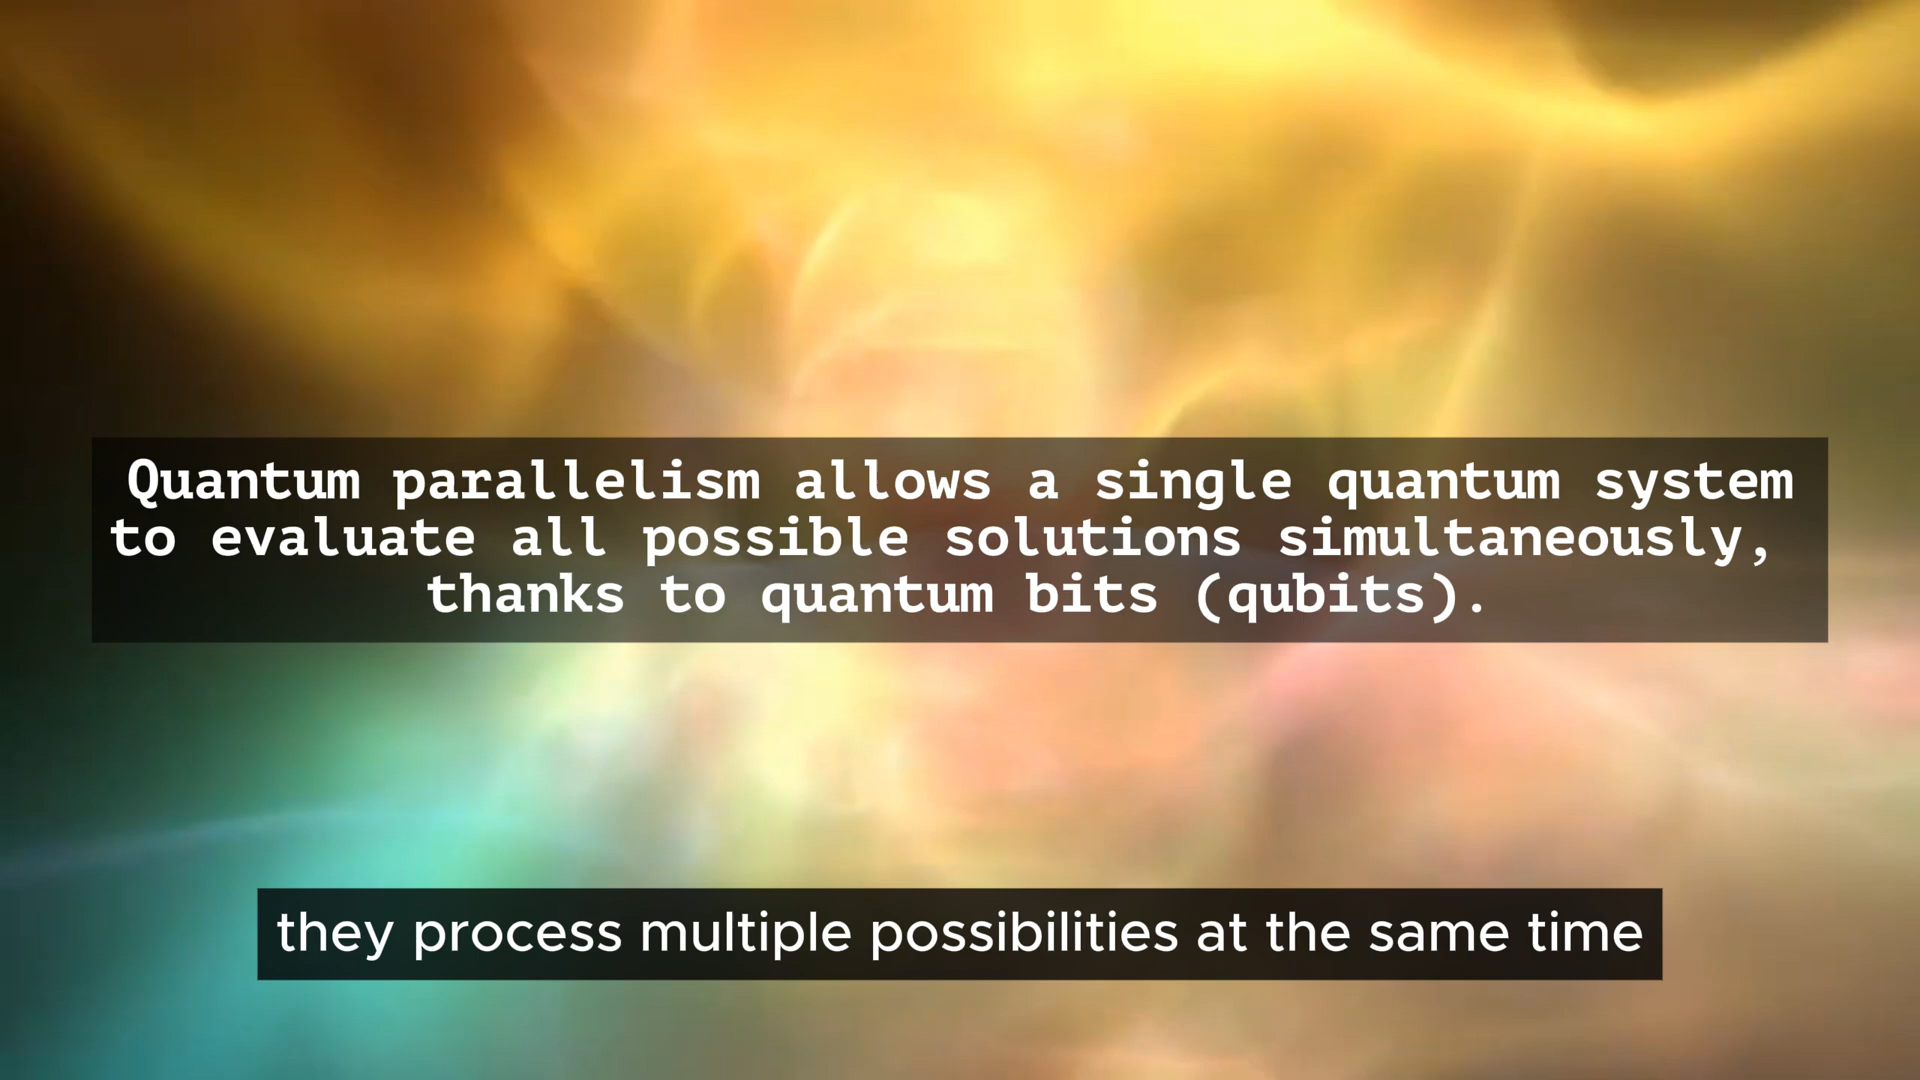 Quantum parallelism allows a single quantum system
to evaluate all possible solutions simultaneously,
thanks to quantum bits (qubits).
they process multiple possibilities at the same time